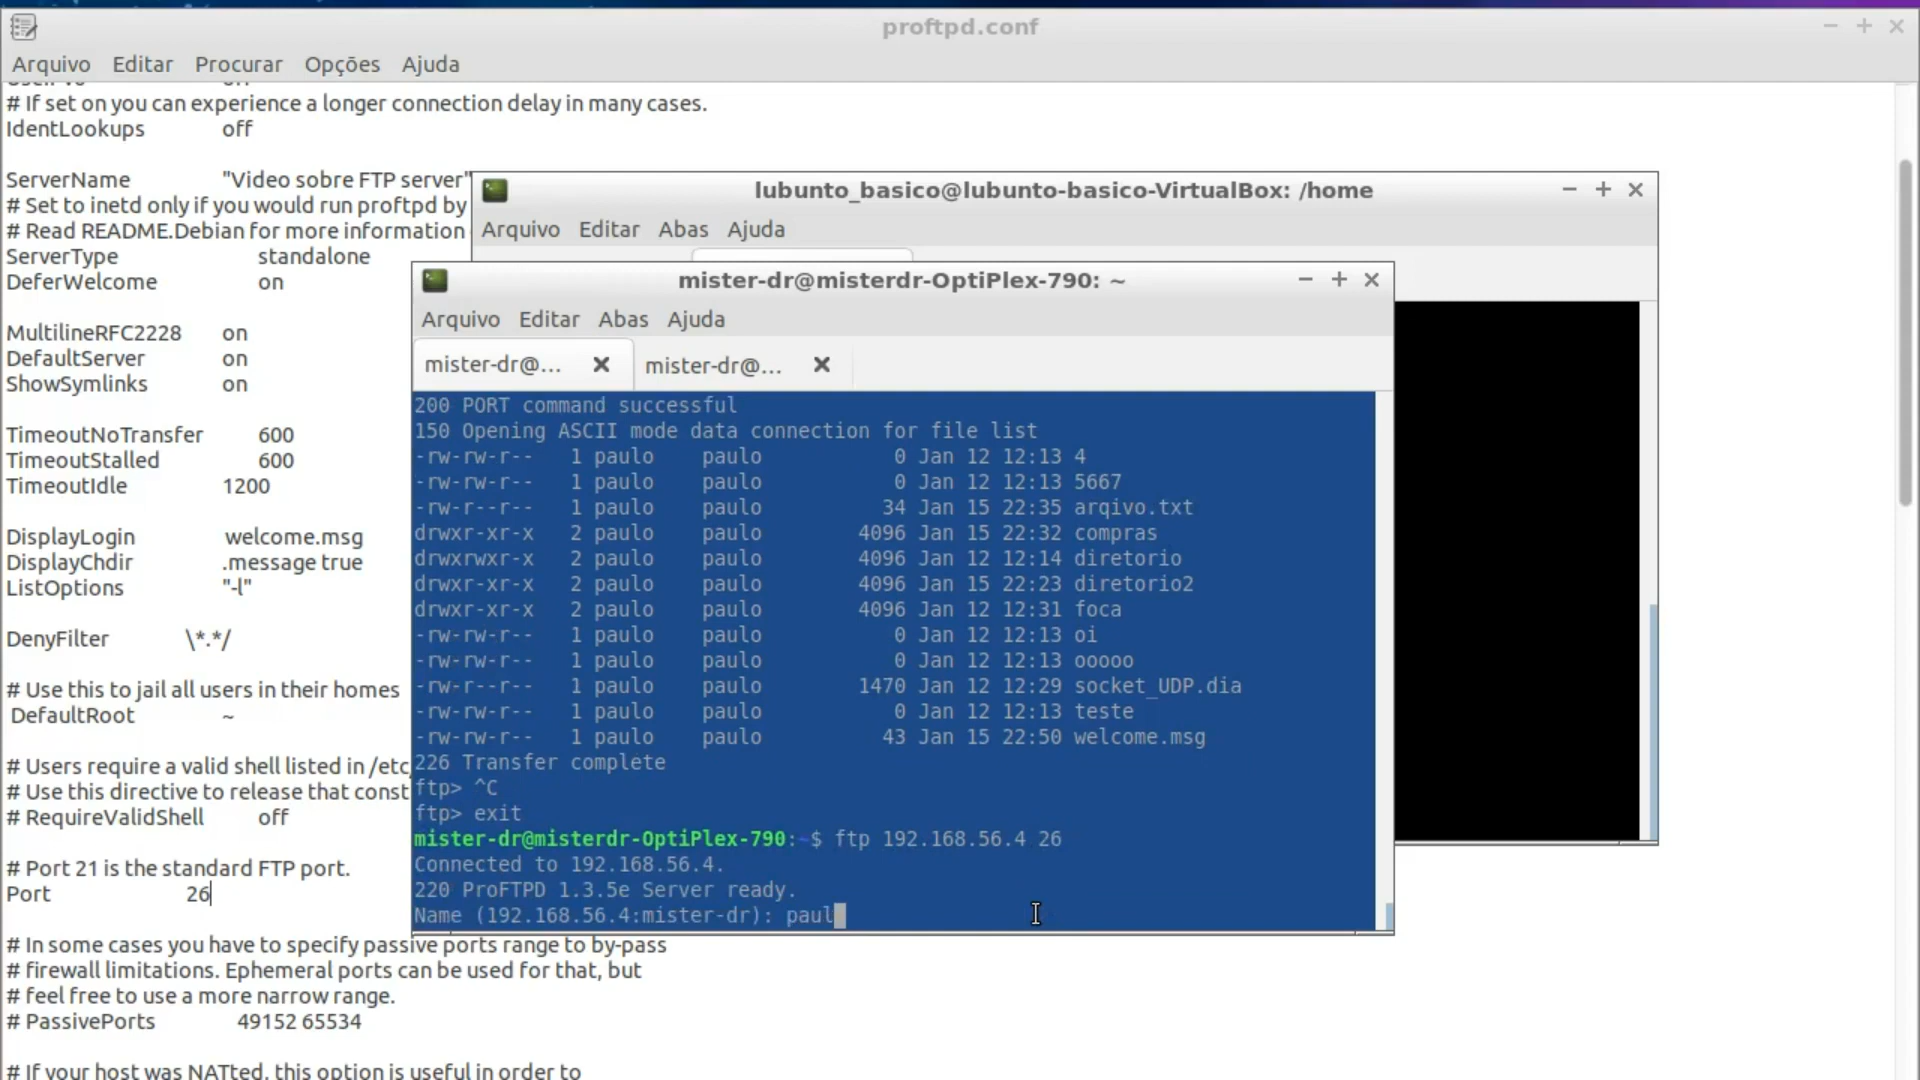 proftpd.conf
Arquivo Editar Procurar Opções Ajuda
# If set on you can experience a longer connection delay in many cases.
IdentLookups off
ServerName "Video sobre FTP server"
# Set to inetd only if you would run proftpd by
# Read README.Debian for more information
ServerType standalone
DeferWelcome on
MultilineRFC2228 on
DefaultServer on
ShowSymlinks on
TimeoutNoTransfer 600
TimeoutStalled 600
TimeoutIdle 1200
DisplayLogin welcome.msg
DisplayChdir .message true
ListOptions "-l"
DenyFilter \*.*/
# Use this to jail all users in their homes
DefaultRoot ~
# Users require a valid shell listed in /etc/
# Use this directive to release that const
# RequireValidShell off
# Port 21 is the standard FTP port.
Port 26
# In some cases you have to specify passive ports range to by-pass
# firewall limitations. Ephemeral ports can be used for that, but
# feel free to use a more narrow range.
# PassivePorts 49152 65534
# If your host was NATted, this option is useful in order to
lubunto_basico@lubunto-basico-VirtualBox: /home
Arquivo Editar Abas Ajuda
mister-dr@misterdr-OptiPlex-790: ~
Arquivo Editar Abas Ajuda
mister-dr@... mister-dr@...
200 PORT command successful
150 Opening ASCII mode data connection for file list
-rw-rw-r-- 1 paulo paulo 0 Jan 12 12:13 4
-rw-rw-r-- 1 paulo paulo 0 Jan 12 12:13 5667
-rw-r--r-- 1 paulo paulo 34 Jan 15 22:35 arqivo.txt
drwxr-xr-x 2 paulo paulo 4096 Jan 15 22:32 compras
drwxrwxr-x 2 paulo paulo 4096 Jan 12 12:14 diretorio
drwxr-xr-x 2 paulo paulo 4096 Jan 15 22:23 diretorio2
drwxr-xr-x 2 paulo paulo 4096 Jan 12 12:31 foca
-rw-rw-r-- 1 paulo paulo 0 Jan 12 12:13 oi
-rw-rw-r-- 1 paulo paulo 0 Jan 12 12:13 ooooo
-rw-r--r-- 1 paulo paulo 1470 Jan 12 12:29 socket_UDP.dia
-rw-rw-r-- 1 paulo paulo 0 Jan 12 12:13 teste
-rw-rw-r-- 1 paulo paulo 43 Jan 15 22:50 welcome.msg
226 Transfer complete
ftp> ^C
ftp> exit
mister-dr@misterdr-OptiPlex-790:~$ ftp 192.168.56.4 26
Connected to 192.168.56.4.
220 ProFTPD 1.3.5e Server ready.
Name (192.168.56.4:mister-dr): paul